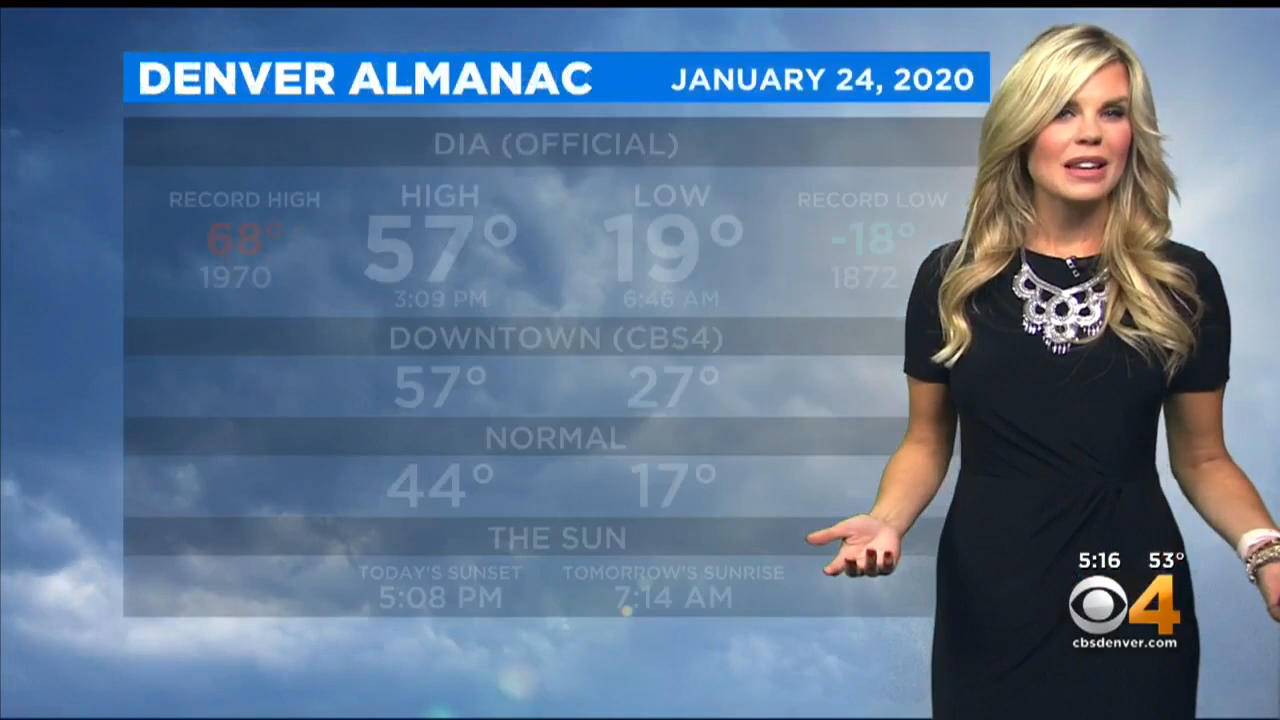 DENVER ALMANAC JANUARY 24, 2020
DIA (OFFICIAL)
RECORD HIGH HIGH LOW RECORD LOW
68° 57° 19° -18°
1970 3:09 PM 6:46 AM 1872
DOWNTOWN (CBS4)
57° 27°
NORMAL
44° 17°
THE SUN
TODAY'S SUNSET TOMORROW'S SUNRISE
5:08 PM 7:14 AM
5:16 53°
4
cbsdenver.com